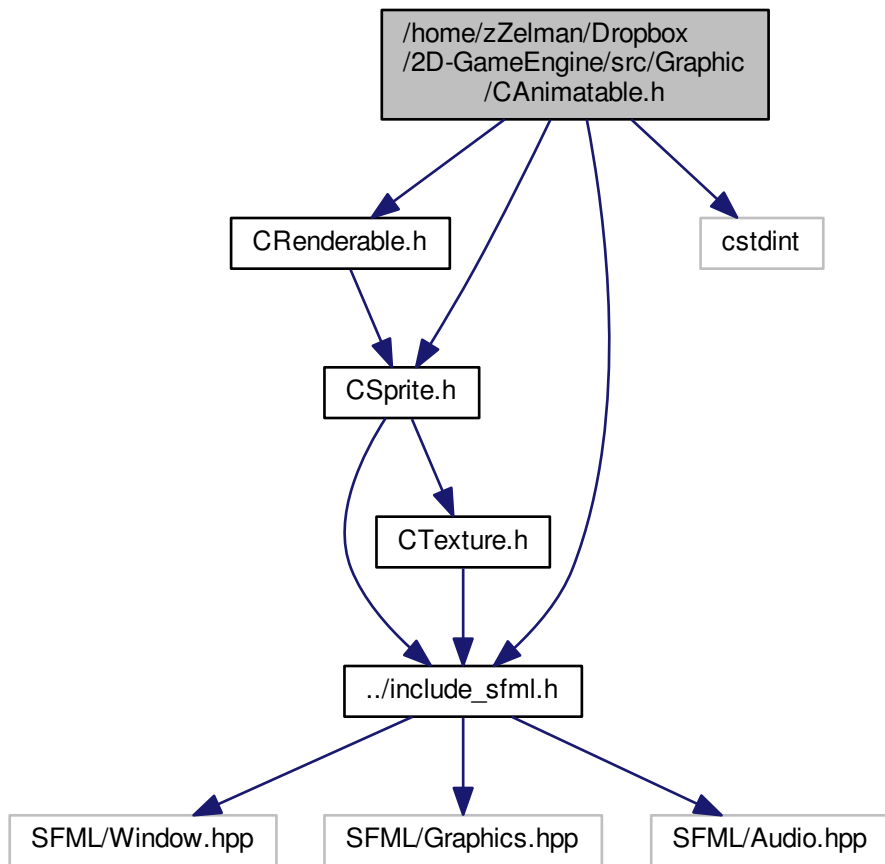 /home/zZelman/Dropbox
/2D-GameEngine/src/Graphic
/CAnimatable.h
CRenderable.h
cstdint
CSprite.h
CTexture.h
../include_sfml.h
SFML/Window.hpp
SFML/Graphics.hpp
SFML/Audio.hpp